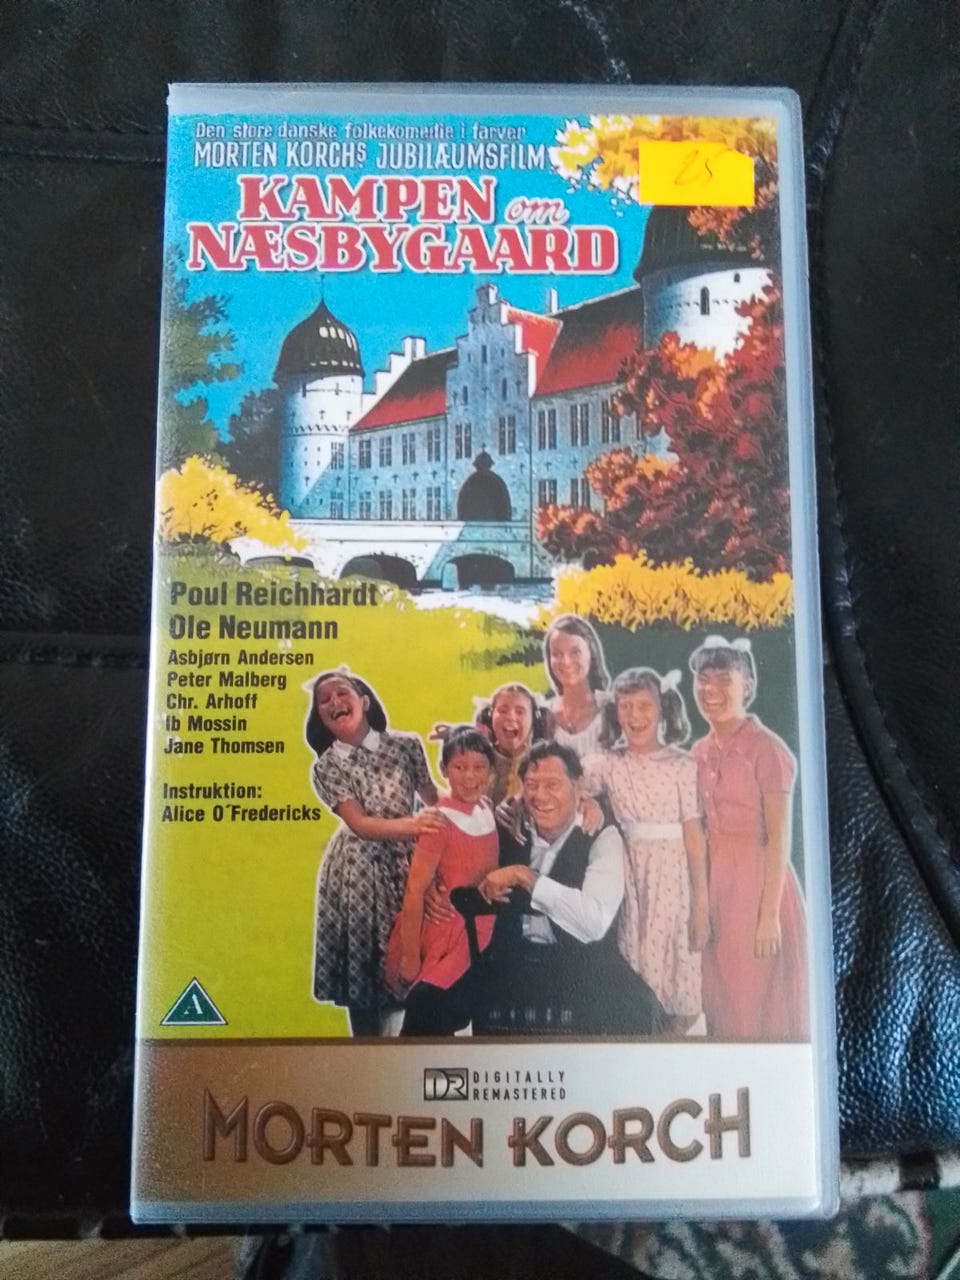 Den store danske folkekomedie i farver
MORTEN KORCHS JUBILÆUMSFILM
25
KAMPEN om
NÆSBYGAARD
Poul Reichhardt
Ole Neumann
Asbjørn Andersen
Peter Malberg
Chr. Arhoff
Ib Mossin
Jane Thomsen
Instruktion:
Alice O´Fredericks
A
DR DIGITALLY
REMASTERED
MORTEN KORCH